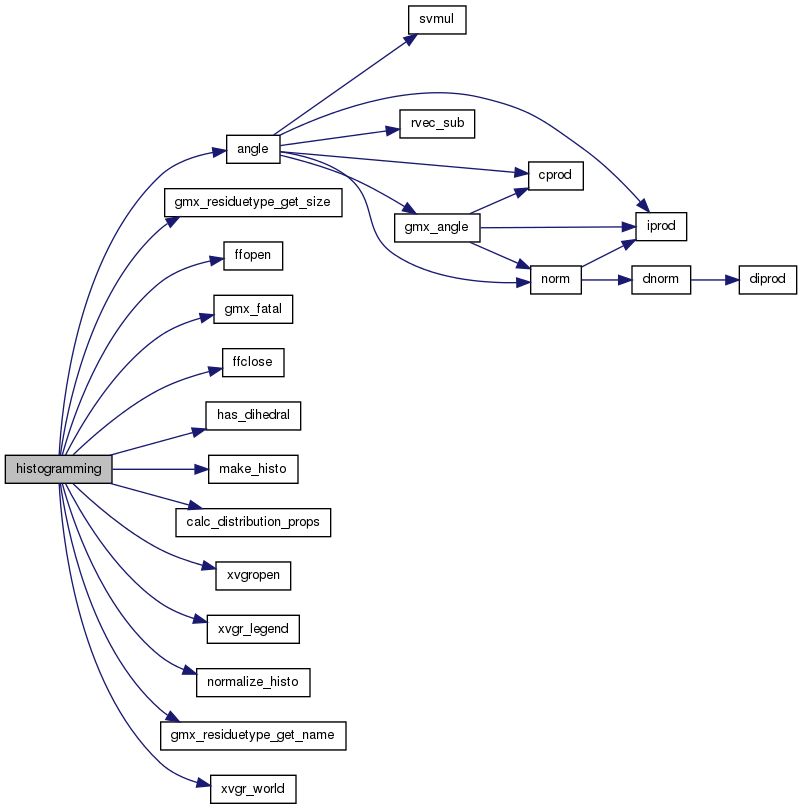 svmul
rvec_sub
angle
cprod
gmx_residuetype_get_size
gmx_angle
iprod
ffopen
norm
dnorm
diprod
gmx_fatal
ffclose
has_dihedral
histogramming
make_histo
calc_distribution_props
xvgropen
xvgr_legend
normalize_histo
gmx_residuetype_get_name
xvgr_world